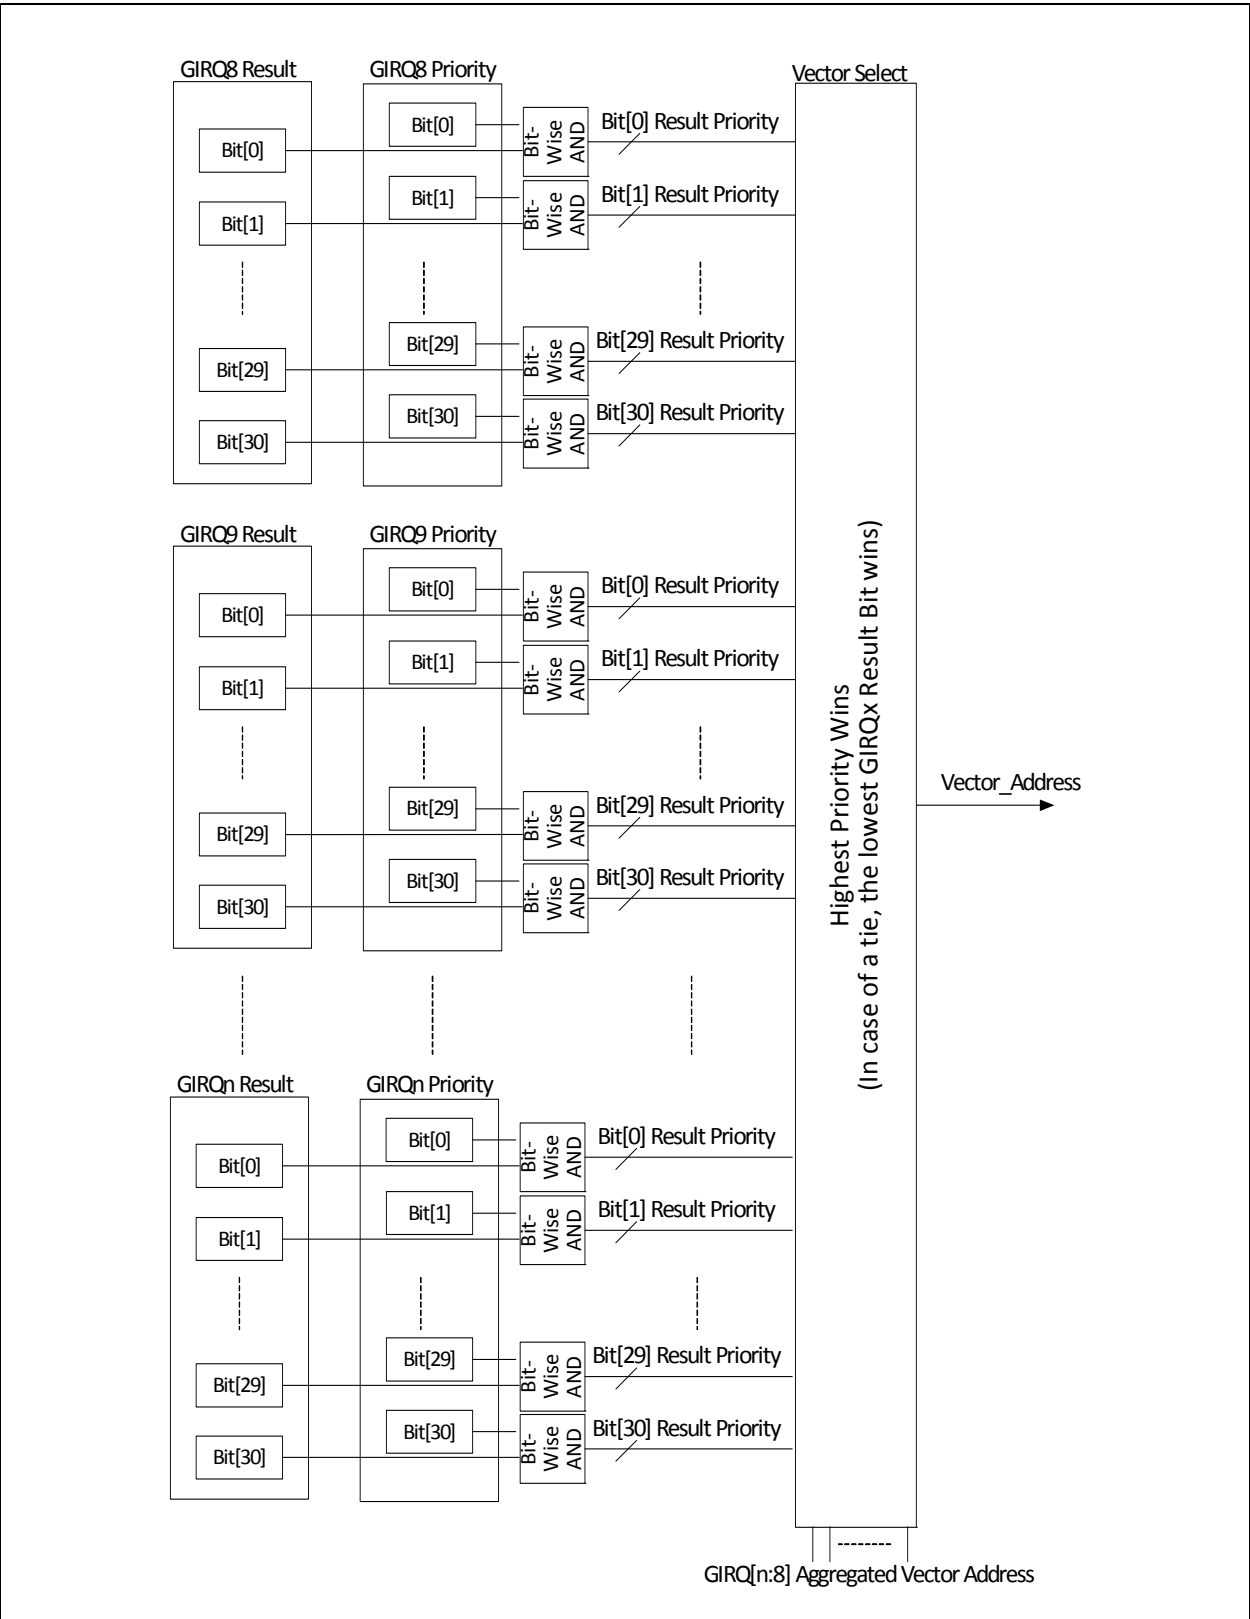 GIRQ8 Result
GIRQ8 Priority
Vector Select
Bit[0]
Bit[0]
Bit-
Wise
AND
Bit[0] Result Priority
Bit[1]
Bit[1]
Bit-
Wise
AND
Bit[1] Result Priority
Bit[29]
Bit[29]
Bit-
Wise
AND
Bit[29] Result Priority
Bit[30]
Bit[30]
Bit-
Wise
AND
Bit[30] Result Priority
GIRQ9 Result
GIRQ9 Priority
Bit[0]
Bit[0]
Bit-
Wise
AND
Bit[0] Result Priority
Bit[1]
Bit[1]
Bit-
Wise
AND
Bit[1] Result Priority
Bit[29]
Bit[29]
Bit-
Wise
AND
Bit[29] Result Priority
Bit[30]
Bit[30]
Bit-
Wise
AND
Bit[30] Result Priority
Highest Priority Wins
(In case of a tie, the lowest GIRQx Result Bit wins)
Vector_Address
GIRQn Result
GIRQn Priority
Bit[0]
Bit[0]
Bit-
Wise
AND
Bit[0] Result Priority
Bit[1]
Bit[1]
Bit-
Wise
AND
Bit[1] Result Priority
Bit[29]
Bit[29]
Bit-
Wise
AND
Bit[29] Result Priority
Bit[30]
Bit[30]
Bit-
Wise
AND
Bit[30] Result Priority
GIRQ[n:8] Aggregated Vector Address